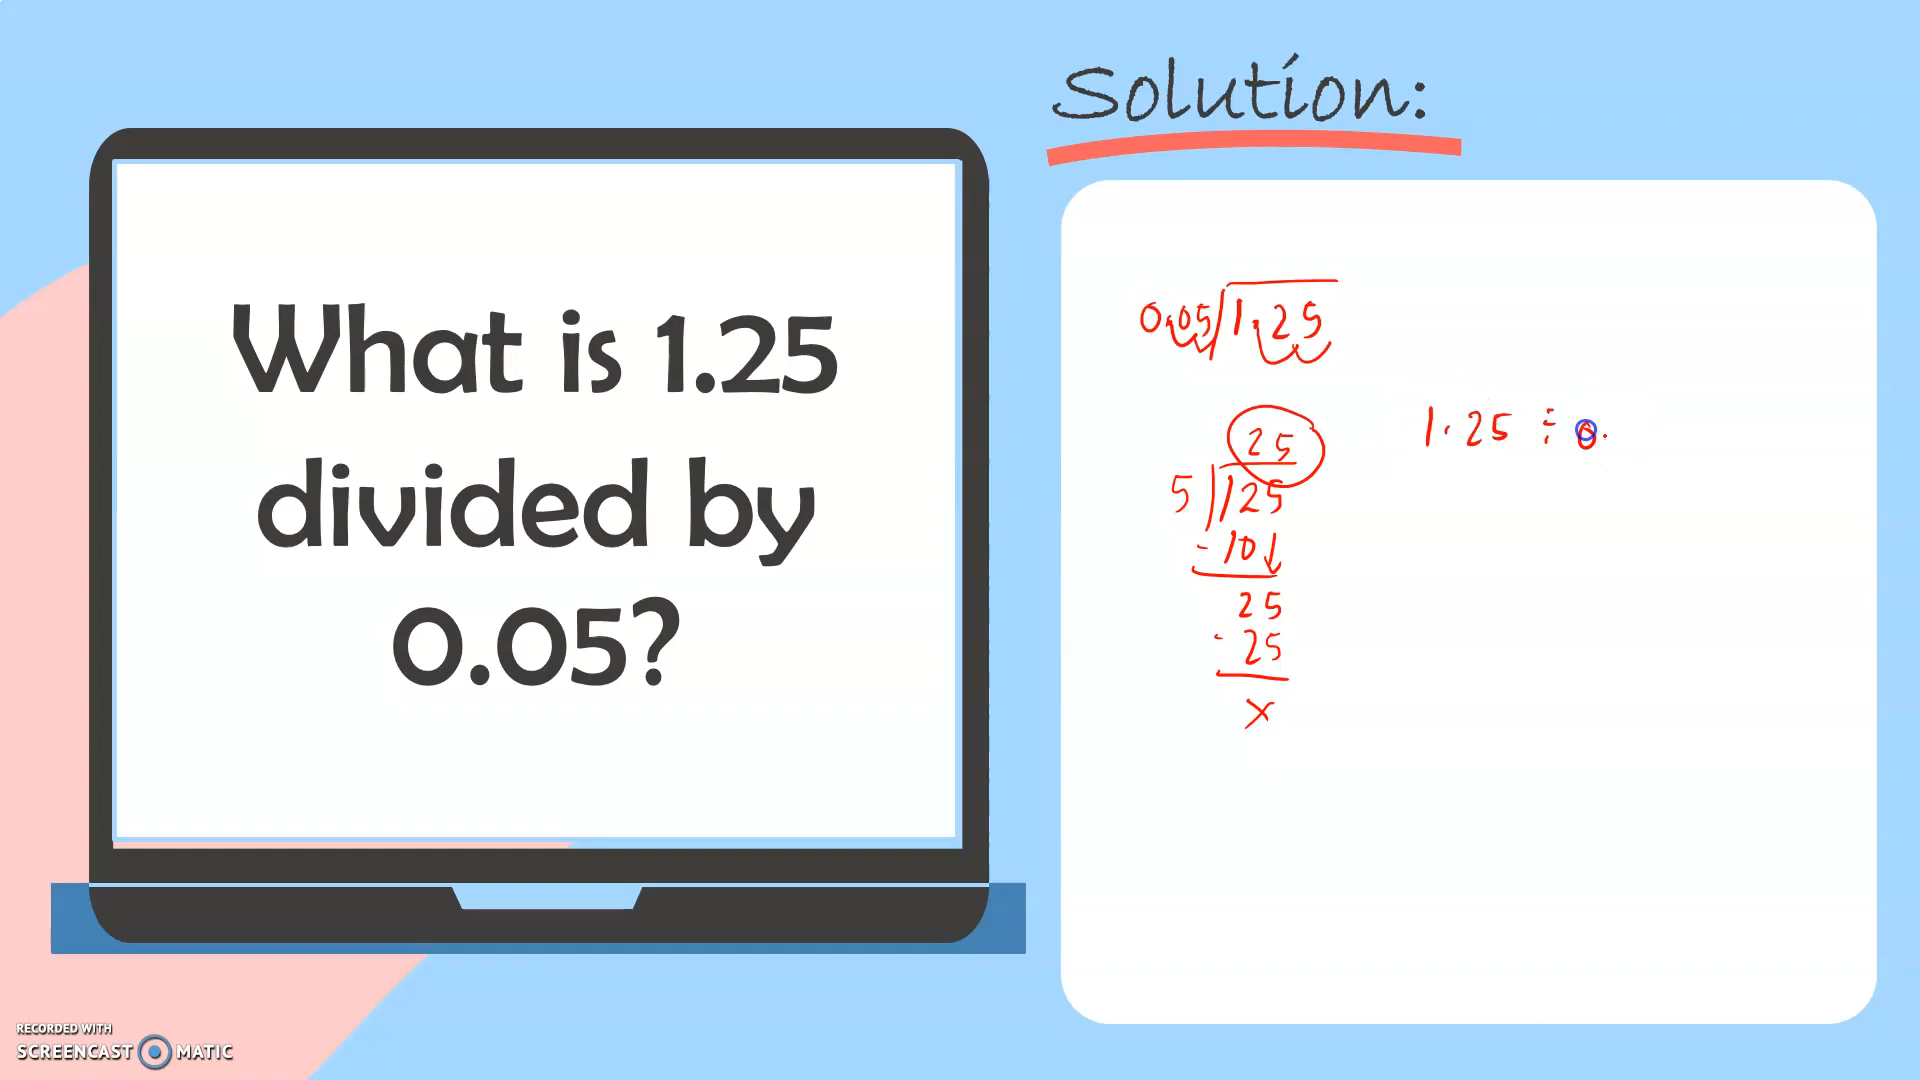 What is 1.25
divided by
0.05?
Solution:
0.05 1.25
25
5 125
- 10
25
- 25
x
1.25 ÷ 0.
RECORDED WITH
SCREENCAST MATIC